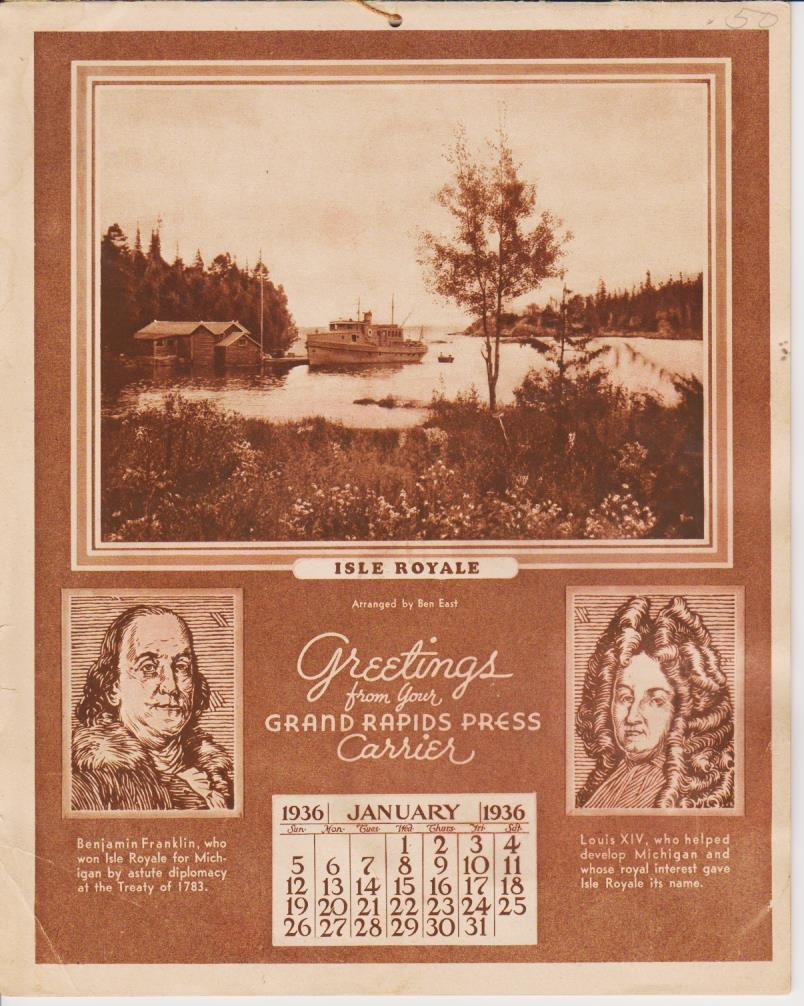 .50
ISLE ROYALE
Arranged by Ben East
Greetings
from Your
GRAND RAPIDS PRESS
Carrier
Benjamin Franklin, who
won Isle Royale for Mich-
igan by astute diplomacy
at the Treaty of 1783.
1936 JANUARY 1936
Sun. Mon. Tues. Wed. Thurs. Fri. Sat.
1 2 3 4
5 6 7 8 9 10 11
12 13 14 15 16 17 18
19 20 21 22 23 24 25
26 27 28 29 30 31
Louis XIV, who helped
develop Michigan and
whose royal interest gave
Isle Royale its name.